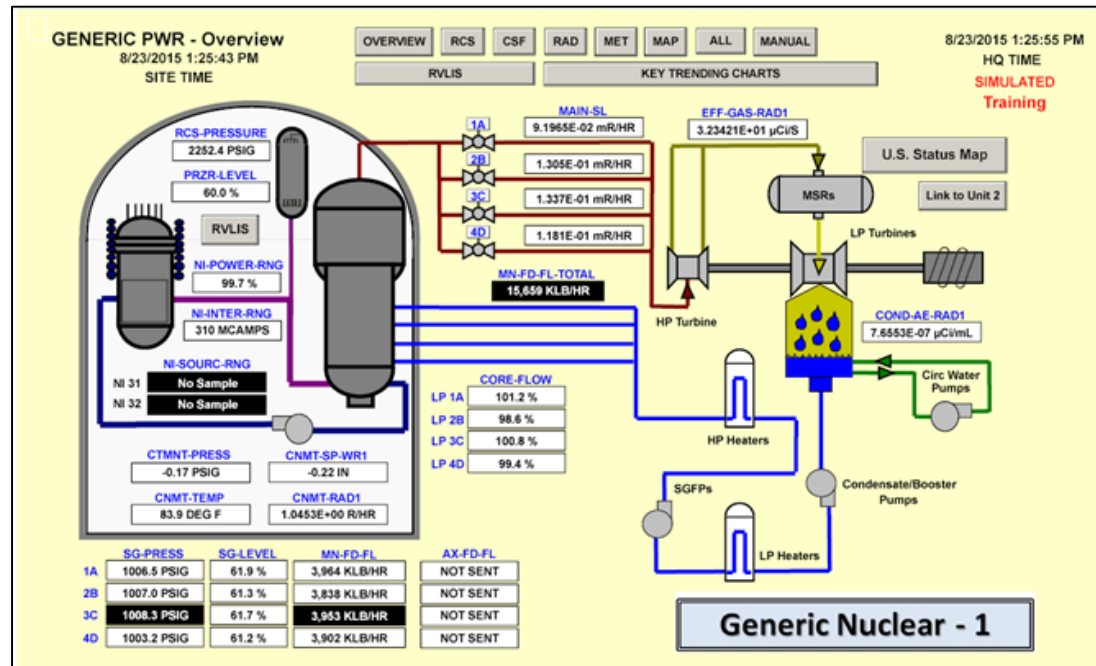 GENERIC PWR - Overview
8/23/2015 1:25:43 PM
SITE TIME
OVERVIEW RCS CSF RAD MET MAP ALL MANUAL
RVLIS KEY TRENDING CHARTS
8/23/2015 1:25:55 PM
HQ TIME
SIMULATED
Training
RCS-PRESSURE
2252.4 PSIG
PRZR-LEVEL
60.0 %
RVLIS
NI-POWER-RNG
99.7 %
NI-INTER-RNG
310 MCAMPS
NI-SOURC-RNG
NI 31 No Sample
NI 32 No Sample
CTMNT-PRESS CNMT-SP-WR1
-0.17 PSIG -0.22 IN
CNMT-TEMP CNMT-RAD1
83.9 DEG F 1.0453E+00 R/HR
MAIN-SL
1A 9.1965E-02 mR/HR
2B 1.305E-01 mR/HR
3C 1.337E-01 mR/HR
4D 1.181E-01 mR/HR
MN-FD-FL-TOTAL
15,659 KLB/HR
EFF-GAS-RAD1
3.23421E+01 µCi/S
U.S. Status Map
Link to Unit 2
MSRs
LP Turbines
HP Turbine
COND-AE-RAD1
7.6553E-07 µCi/mL
Circ Water
Pumps
CORE-FLOW
LP 1A 101.2 %
LP 2B 98.6 %
LP 3C 100.8 %
LP 4D 99.4 %
HP Heaters
SGFPs
Condensate/Booster
Pumps
LP Heaters
SG-PRESS SG-LEVEL MN-FD-FL AX-FD-FL
1A 1006.5 PSIG 61.9 % 3,964 KLB/HR NOT SENT
2B 1007.0 PSIG 61.3 % 3,838 KLB/HR NOT SENT
3C 1008.3 PSIG 61.7 % 3,953 KLB/HR NOT SENT
4D 1003.2 PSIG 61.2 % 3,902 KLB/HR NOT SENT
Generic Nuclear - 1